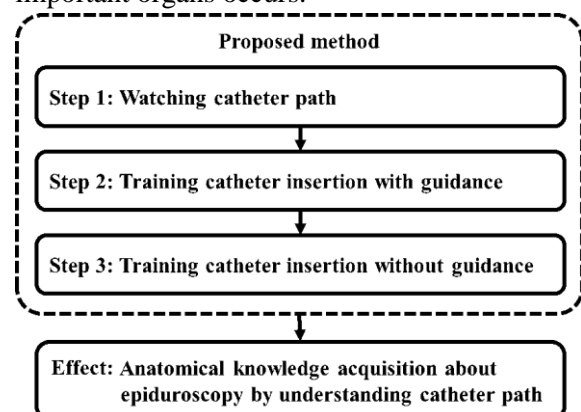 important organs occurs.
Proposed method
Step 1: Watching catheter path
Step 2: Training catheter insertion with guidance
Step 3: Training catheter insertion without guidance
Effect: Anatomical knowledge acquisition about
epiduroscopy by understanding catheter path